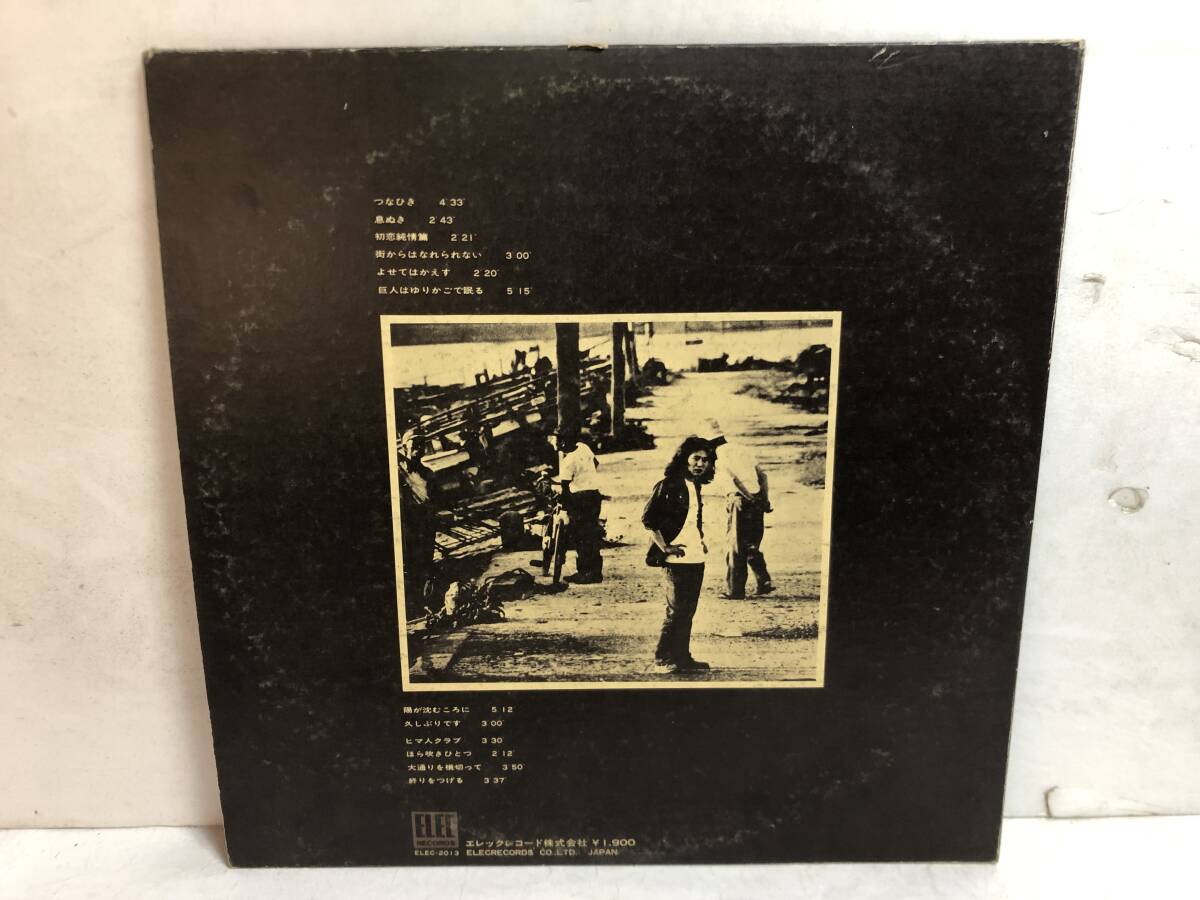 つなひき 4'33"
息ぬき 2'43"
初恋純情篇 2'21"
街からはなれられない 3'00"
よせてはかえす 2'20"
巨人はゆりかごで眠る 5'15"
陽が沈むころに 5'12"
久しぶりです 3'00"
ヒマ人クラブ 3'30"
ほら吹きひとつ 2'12"
大通りを横切って 3'50"
終りをつげる 3'37"
ELEC
RECORDS
エレックレコード株式会社 ¥1,900
ELEC-2013 ELECRECORDS CO.,LTD. JAPAN